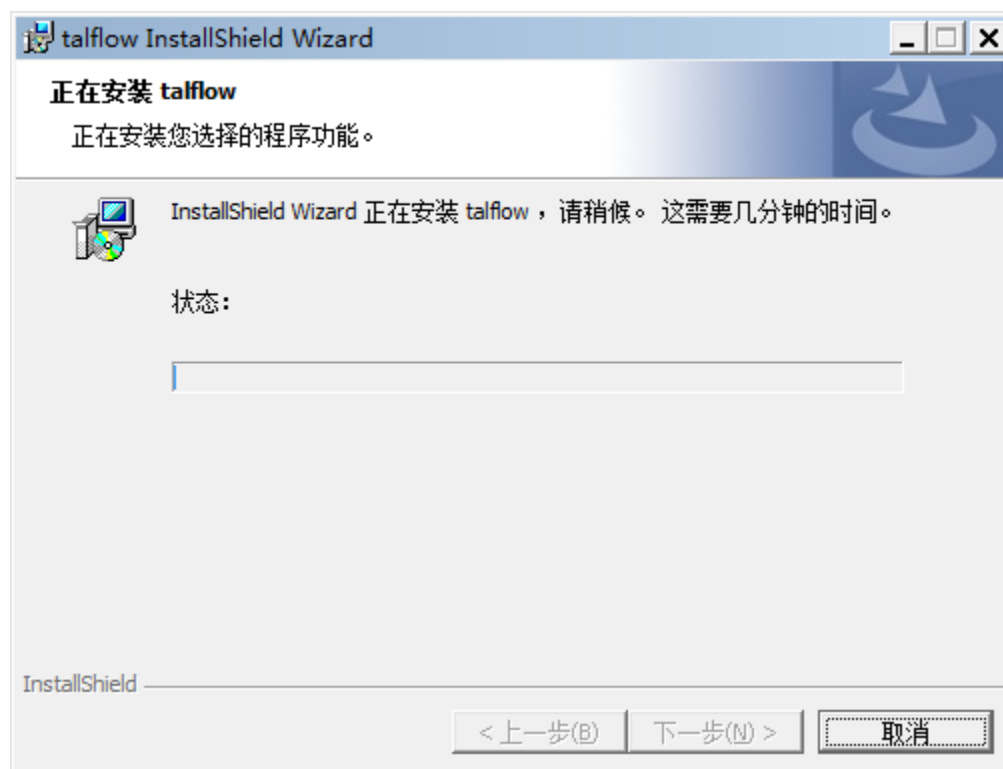 talflow InstallShield Wizard
正在安装 talflow
正在安装您选择的程序功能。
InstallShield Wizard 正在安装 talflow，请稍候。 这需要几分钟的时间。
状态:
InstallShield
< 上一步(B)
下一步(N) >
取消